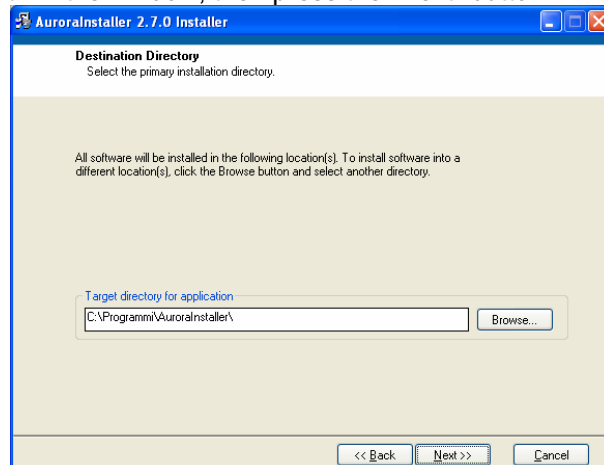 AuroraInstaller 2.7.0 Installer
Destination Directory
Select the primary installation directory.
All software will be installed in the following location(s). To install software into a
different location(s), click the Browse button and select another directory.
Target directory for application
C:\Programmi\AuroraInstaller\
Browse...
<< Back
Next >>
Cancel